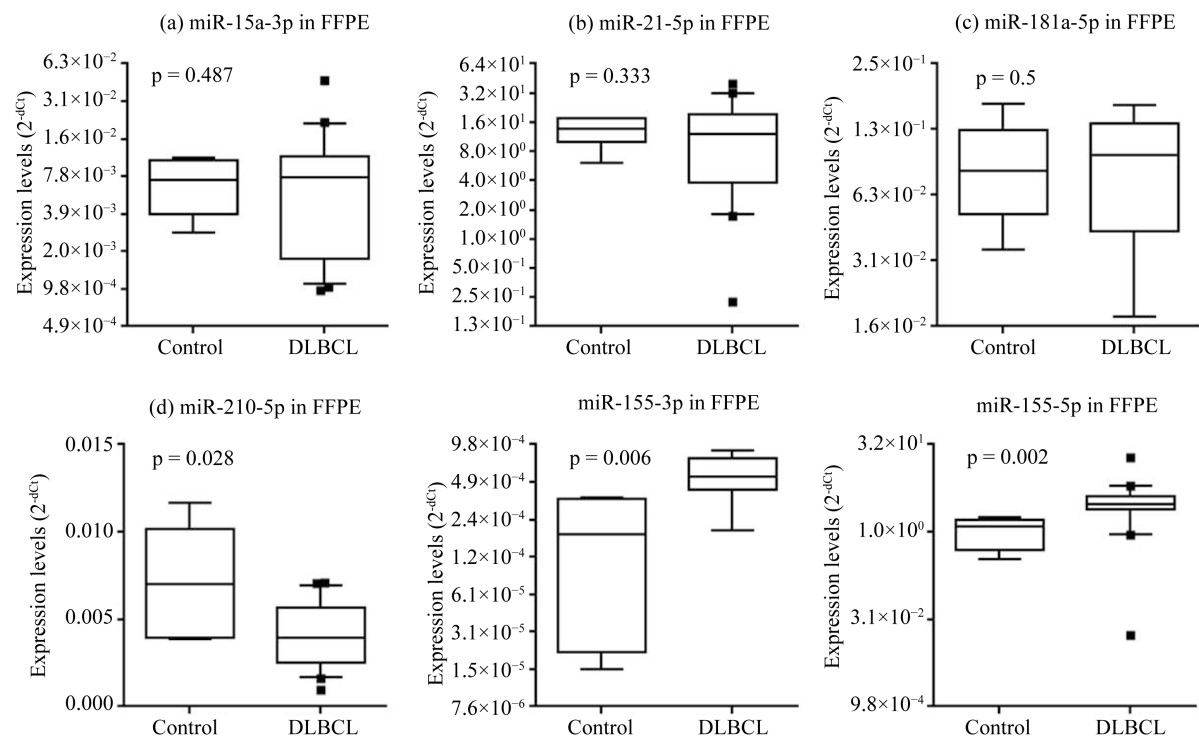 (a) miR-15a-3p in FFPE
Expression levels (2⁻ᵈᶜᵗ)
6.3×10⁻²
3.1×10⁻²
1.6×10⁻²
7.8×10⁻³
3.9×10⁻³
2.0×10⁻³
9.8×10⁻⁴
4.9×10⁻⁴
p = 0.487
Control DLBCL
(b) miR-21-5p in FFPE
Expression levels (2⁻ᵈᶜᵗ)
6.4×10¹
3.2×10¹
1.6×10¹
8.0×10⁰
4.0×10⁰
2.0×10⁰
1.0×10⁰
5.0×10⁻¹
2.5×10⁻¹
1.3×10⁻¹
p = 0.333
Control DLBCL
(c) miR-181a-5p in FFPE
Expression levels (2⁻ᵈᶜᵗ)
2.5×10⁻¹
1.3×10⁻¹
6.3×10⁻²
3.1×10⁻²
1.6×10⁻²
p = 0.5
Control DLBCL
(d) miR-210-5p in FFPE
Expression levels (2⁻ᵈᶜᵗ)
0.015
0.010
0.005
0.000
p = 0.028
Control DLBCL
miR-155-3p in FFPE
Expression levels (2⁻ᵈᶜᵗ)
9.8×10⁻⁴
4.9×10⁻⁴
2.4×10⁻⁴
1.2×10⁻⁴
6.1×10⁻⁵
3.1×10⁻⁵
1.5×10⁻⁵
7.6×10⁻⁶
p = 0.006
Control DLBCL
miR-155-5p in FFPE
Expression levels (2⁻ᵈᶜᵗ)
3.2×10¹
1.0×10⁰
3.1×10⁻²
9.8×10⁻⁴
p = 0.002
Control DLBCL